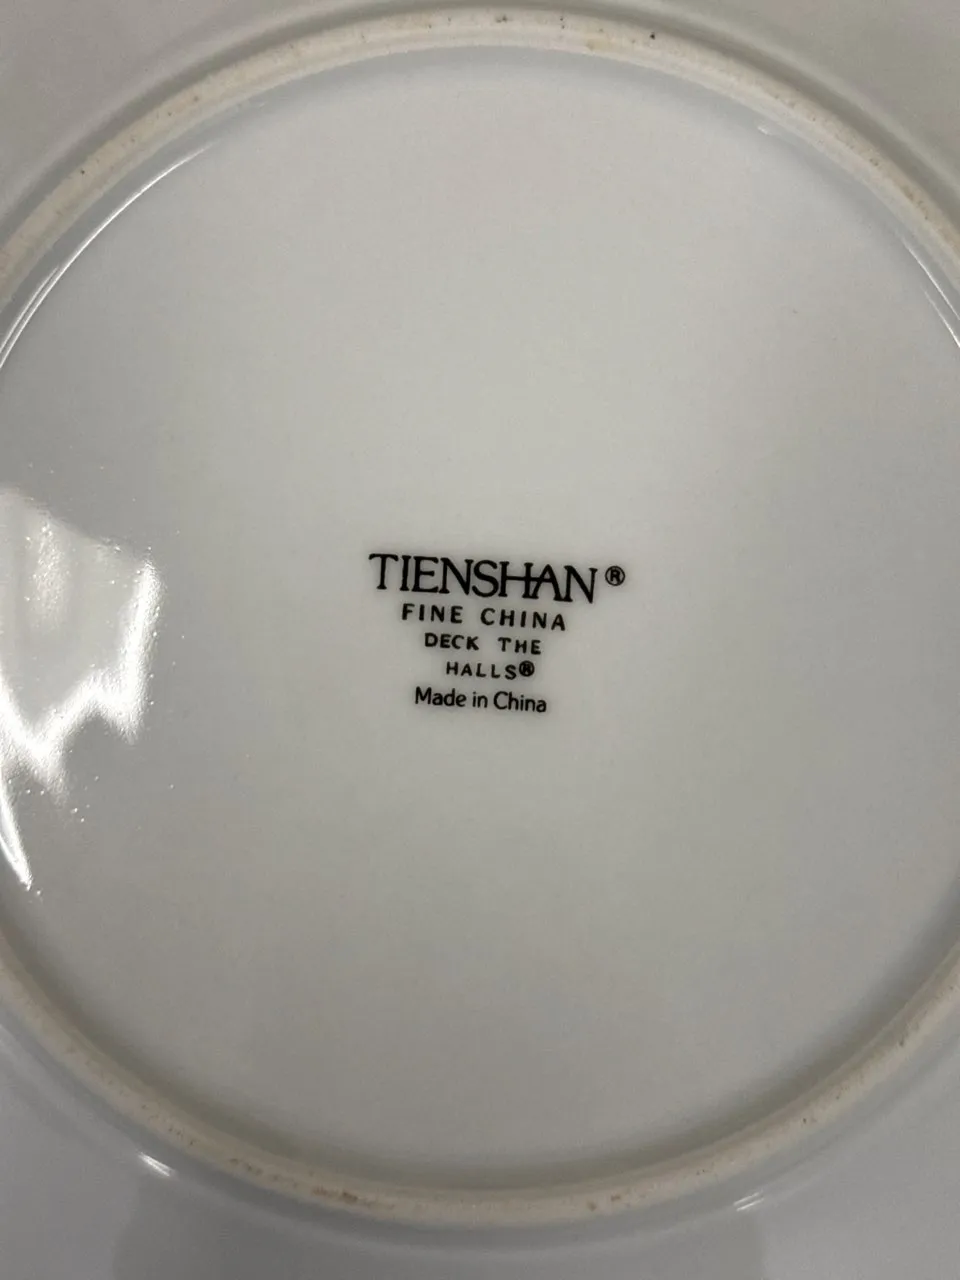 TIENSHAN®
FINE CHINA
DECK THE
HALLS®
Made in China